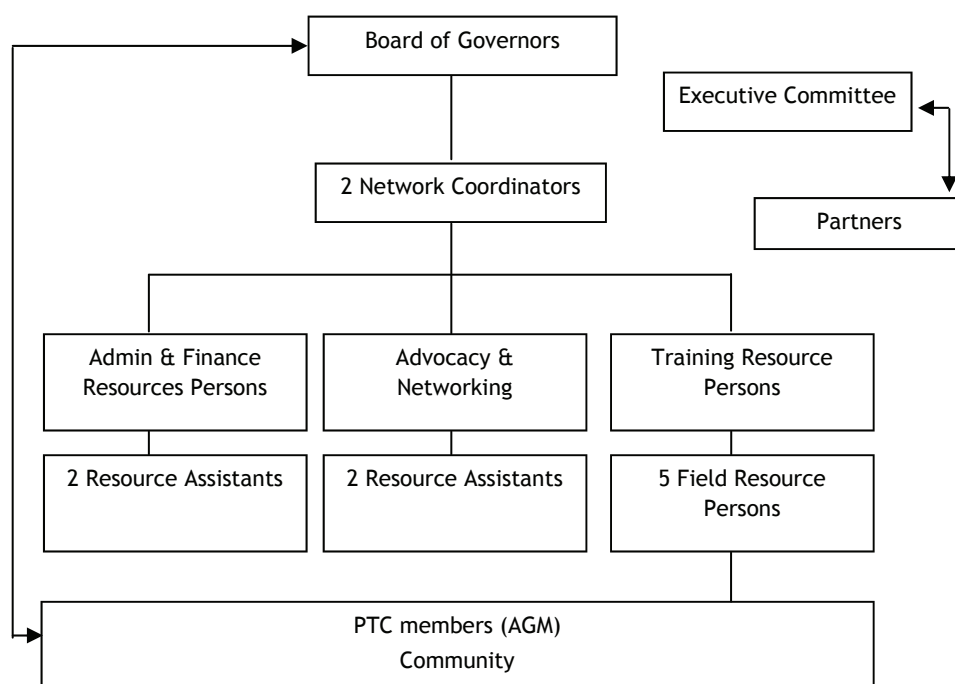 Board of Governors
Executive Committee
2 Network Coordinators
Partners
Admin & Finance
Resources Persons
Advocacy &
Networking
Training Resource
Persons
2 Resource Assistants
2 Resource Assistants
5 Field Resource
Persons
PTC members (AGM)
Community